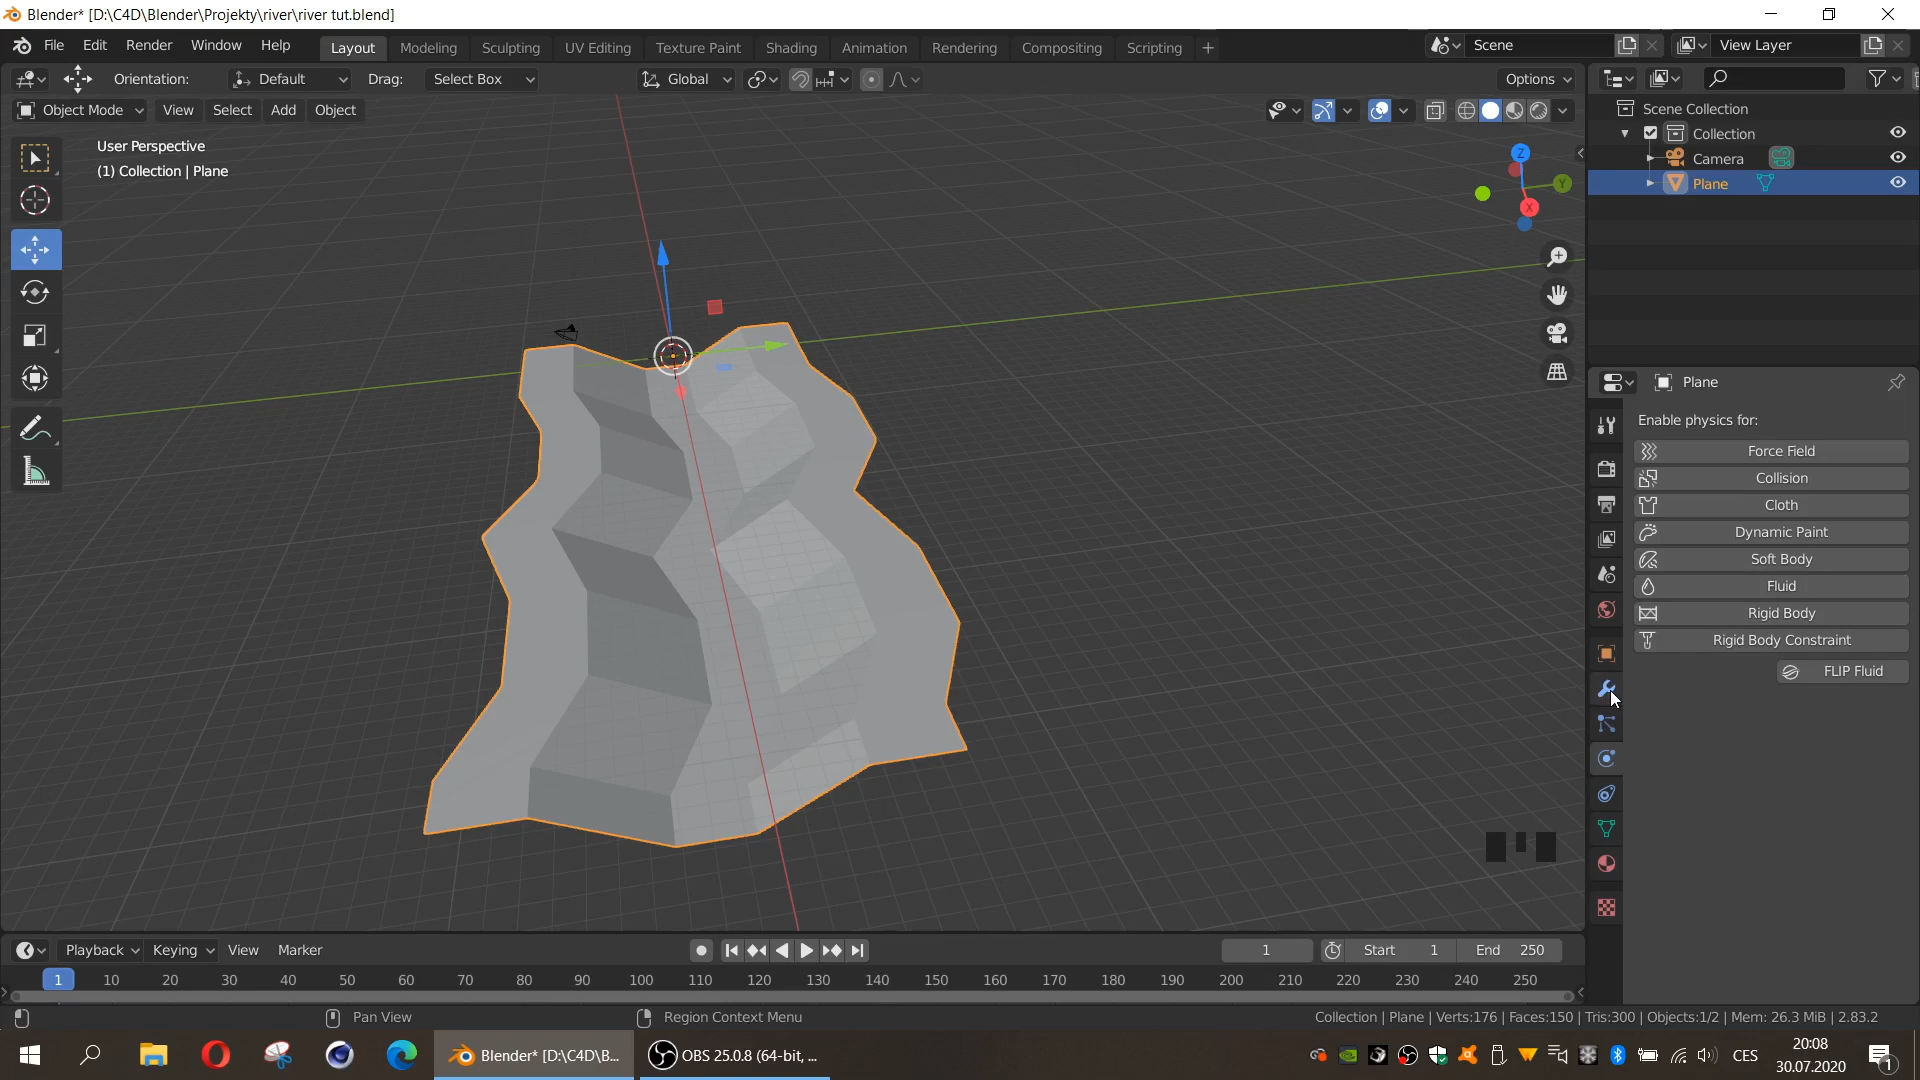 Blender* [D:\C4D\Blender\Projekty\river\river tut.blend]
File Edit Render Window Help Layout Modeling Sculpting UV Editing Texture Paint Shading Animation Rendering Compositing Scripting + Scene View Layer
Orientation: Default Drag: Select Box Global Options
Object Mode View Select Add Object
User Perspective
(1) Collection | Plane
Z
Y
X
Scene Collection
Collection
Camera
Plane
Plane
Enable physics for:
Force Field
Collision
Cloth
Dynamic Paint
Soft Body
Fluid
Rigid Body
Rigid Body Constraint
FLIP Fluid
Playback Keying View Marker 1 Start 1 End 250
1 10 20 30 40 50 60 70 80 90 100 110 120 130 140 150 160 170 180 190 200 210 220 230 240 250
Pan View Region Context Menu Collection | Plane | Verts:176 | Faces:150 | Tris:300 | Objects:1/2 | Mem: 26.3 MiB | 2.83.2
Blender* [D:\C4D\B... OBS 25.0.8 (64-bit, ... CES 20:08
30.07.2020
1